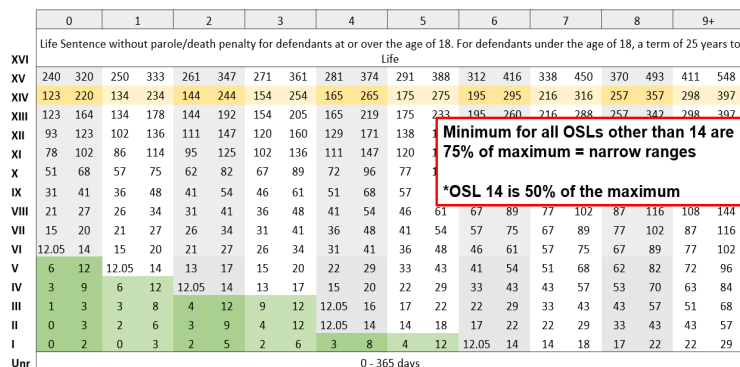 0 1 2 3 4 5 6 7 8 9+
Life Sentence without parole/death penalty for defendants at or over the age of 18. For defendants under the age of 18, a term of 25 years to
XVI Life
XV 240 320 250 333 261 347 271 361 281 374 291 388 312 416 338 450 370 493 411 548
XIV 123 220 134 234 144 244 154 254 165 265 175 275 195 295 216 316 257 357 298 397
XIII 123 164 134 178 144 192 154 205 165 219 175 233 195 260 216 288 257 342 298 397
XII 93 123 102 136 111 147 120 160 129 171 138
XI 78 102 86 114 95 125 102 136 111 147 120
X 51 68 57 75 62 82 67 89 72 96 77
IX 31 41 36 48 41 54 46 61 51 68 57
Minimum for all OSLs other than 14 are
75% of maximum = narrow ranges
*OSL 14 is 50% of the maximum
VIII 21 27 26 34 31 41 36 48 41 54 46 61 67 89 77 102 87 116 108 144
VII 15 20 21 27 26 34 31 41 36 48 41 54 57 75 67 89 77 102 87 116
VI 12.05 14 15 20 21 27 26 34 31 41 36 48 46 61 57 75 67 89 77 102
V 6 12 12.05 14 13 17 15 20 22 29 33 43 41 54 51 68 62 82 72 96
IV 3 9 6 12 12.05 14 13 17 15 20 22 29 33 43 43 57 53 70 63 84
III 1 3 3 8 4 12 9 12 12.05 16 17 22 22 29 33 43 43 57 51 68
II 0 3 2 6 3 9 4 12 12.05 14 14 18 17 22 22 29 33 43 43 57
I 0 2 0 3 2 5 2 6 3 8 4 12 12.05 14 14 18 17 22 22 29
Unr 0 - 365 days